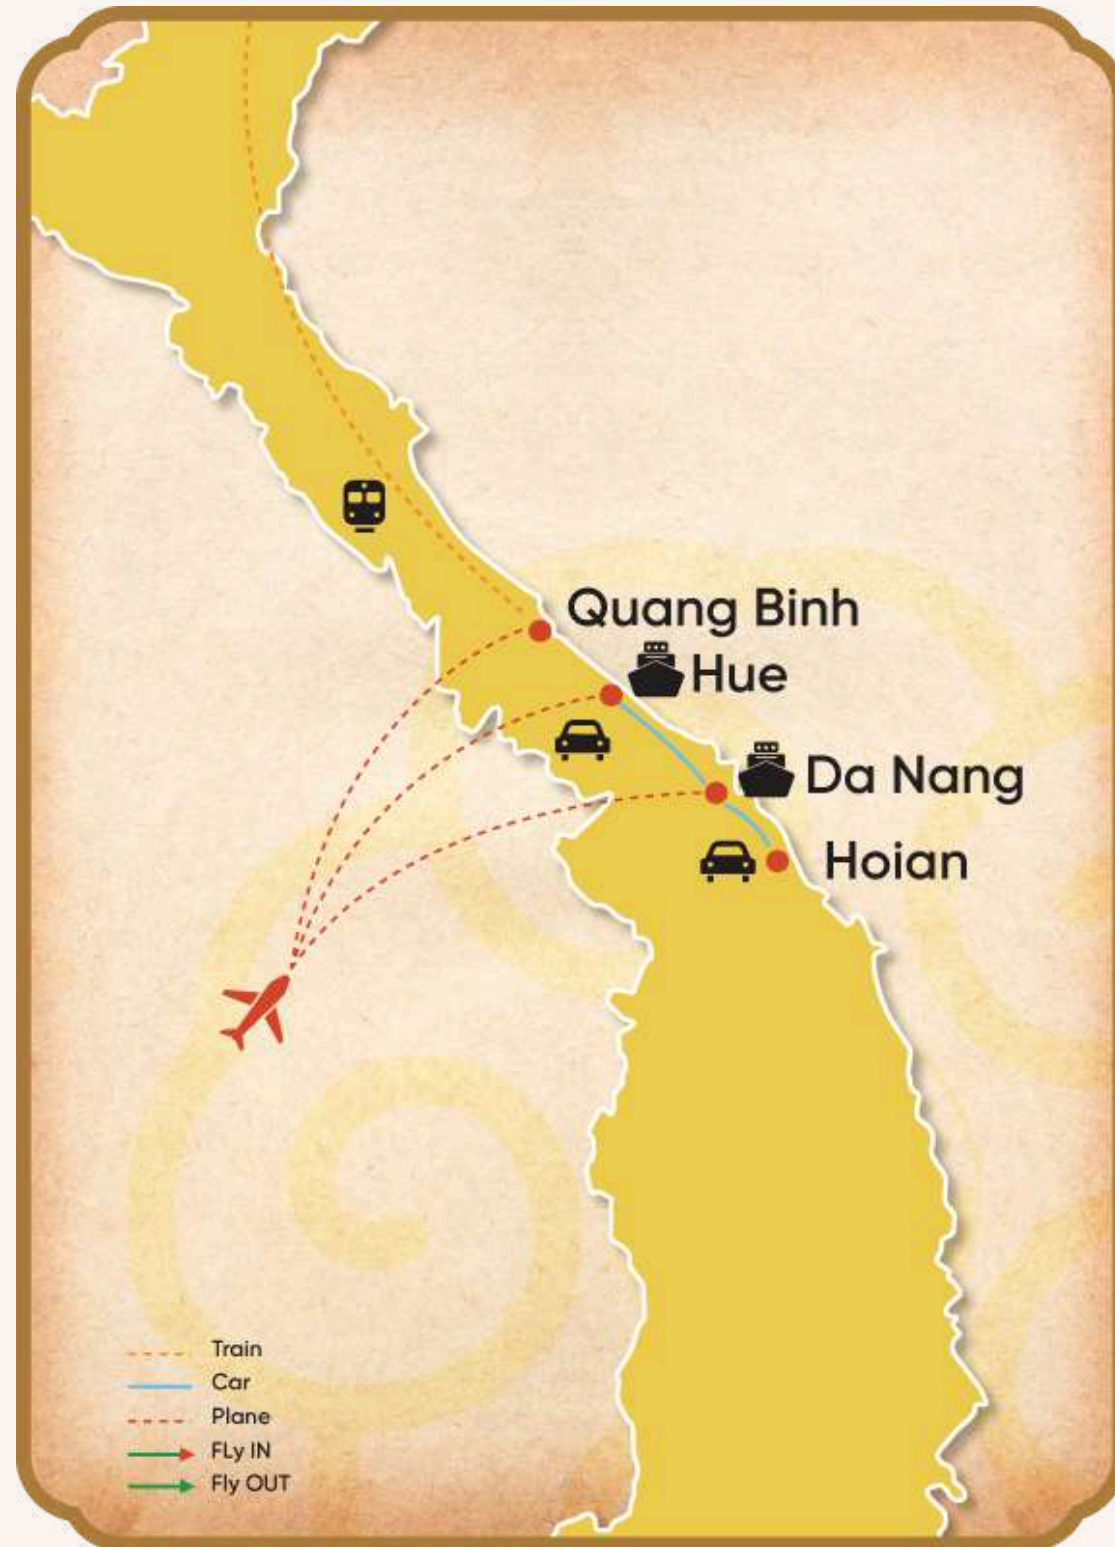 Quang Binh
Hue
Da Nang
Hoian
Train
Car
Plane
FLy IN
Fly OUT